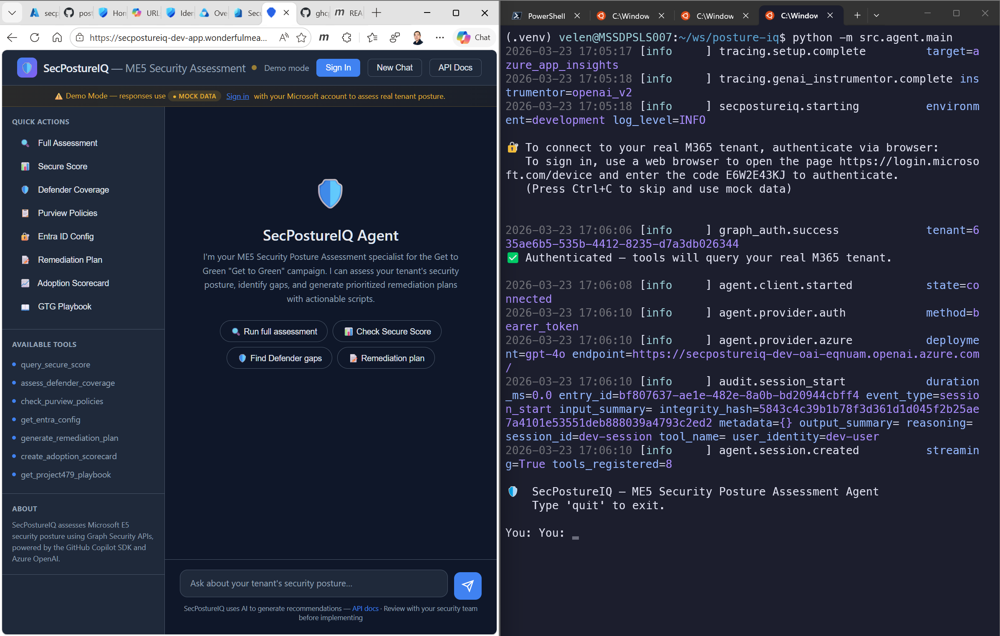 secp
post
Hom
URL
Iden
Ove
Secu
ghcp
REA
https://secpostureiq-dev-app.wonderfulmea...
Chat
SecPostureIQ — ME5 Security Assessment
Demo mode
Sign In
New Chat
API Docs
Demo Mode — responses use ● MOCK DATA Sign in with your Microsoft account to assess real tenant posture.
QUICK ACTIONS
Full Assessment
Secure Score
Defender Coverage
Purview Policies
Entra ID Config
Remediation Plan
Adoption Scorecard
GTG Playbook
AVAILABLE TOOLS
query_secure_score
assess_defender_coverage
check_purview_policies
get_entra_config
generate_remediation_plan
create_adoption_scorecard
get_project479_playbook
ABOUT
SecPostureIQ assesses Microsoft E5
security posture using Graph Security APIs,
powered by the GitHub Copilot SDK and
Azure OpenAI.
SecPostureIQ Agent
I'm your ME5 Security Posture Assessment specialist for the Get to
Green "Get to Green" campaign. I can assess your tenant's security
posture, identify gaps, and generate prioritized remediation plans
with actionable scripts.
Run full assessment
Check Secure Score
Find Defender gaps
Remediation plan
Ask about your tenant's security posture...
SecPostureIQ uses AI to generate recommendations — API docs · Review with your security team
before implementing
PowerShell
C:\Window
C:\Window
C:\Window
(.venv) velen@MSSDPSLS007:~/ws/posture-iq$ python -m src.agent.main
2026-03-23 17:05:17 [info     ] tracing.setup.complete         target=a
zure_app_insights
2026-03-23 17:05:18 [info     ] tracing.genai_instrumentor.complete ins
trumentor=openai_v2
2026-03-23 17:05:18 [info     ] secpostureiq.starting          environm
ent=development log_level=INFO
To connect to your real M365 tenant, authenticate via browser:
To sign in, use a web browser to open the page https://login.microso
ft.com/device and enter the code E6W2E43KJ to authenticate.
(Press Ctrl+C to skip and use mock data)
2026-03-23 17:06:06 [info     ] graph_auth.success             tenant=6
35ae6b5-535b-4412-8235-d7a3db026344
Authenticated — tools will query your real M365 tenant.
2026-03-23 17:06:08 [info     ] agent.client.started           state=co
nnected
2026-03-23 17:06:10 [info     ] agent.provider.auth            method=b
earer_token
2026-03-23 17:06:10 [info     ] agent.provider.azure           deployme
nt=gpt-4o endpoint=https://secpostureiq-dev-oai-eqnuam.openai.azure.com
/
2026-03-23 17:06:10 [info     ] audit.session_start            duration
_ms=0.0 entry_id=bf807637-ae1e-482e-8a0b-bd20944cbff4 event_type=sessio
n_start input_summary= integrity_hash=5843c4c39b1b78f3d361d1d045f2b25ae
7a4101e53551deb888039a4793c2ed2 metadata={} output_summary= reasoning=
session_id=dev-session tool_name= user_identity=dev-user
2026-03-23 17:06:10 [info     ] agent.session.created          streamin
g=True tools_registered=8
SecPostureIQ — ME5 Security Posture Assessment Agent
Type 'quit' to exit.
You: You: